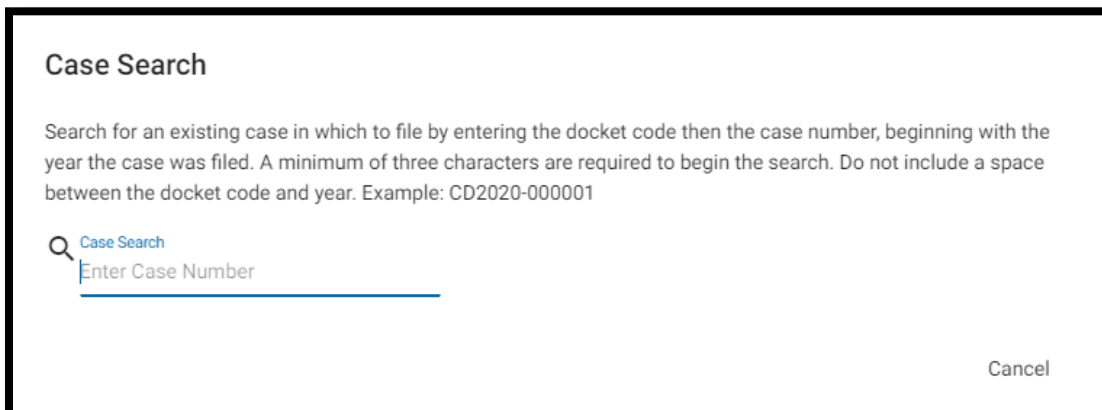 Case Search
Search for an existing case in which to file by entering the docket code then the case number, beginning with the
year the case was filed. A minimum of three characters are required to begin the search. Do not include a space
between the docket code and year. Example: CD2020-000001
Case Search
Enter Case Number
Cancel